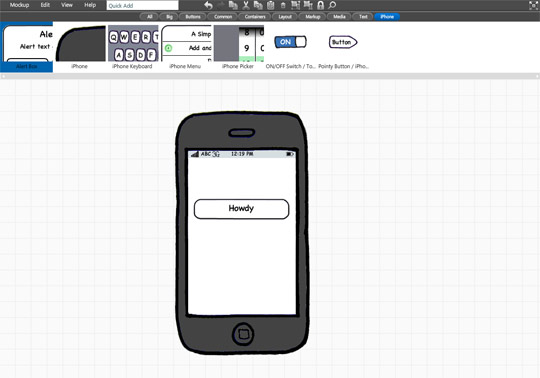 Mockup Edit View Help Quick Add
All Big Buttons Common Containers Layout Markup Media Text iPhone
Ale
Alert text
Q W E R T
A S D F
A Simp
Add anc
8 0
9
ON
Button
Alert Box iPhone iPhone Keyboard iPhone Menu iPhone Picker ON/OFF Switch / To... Pointy Button / iPho...
ABC 3G 12:19 PM
Howdy